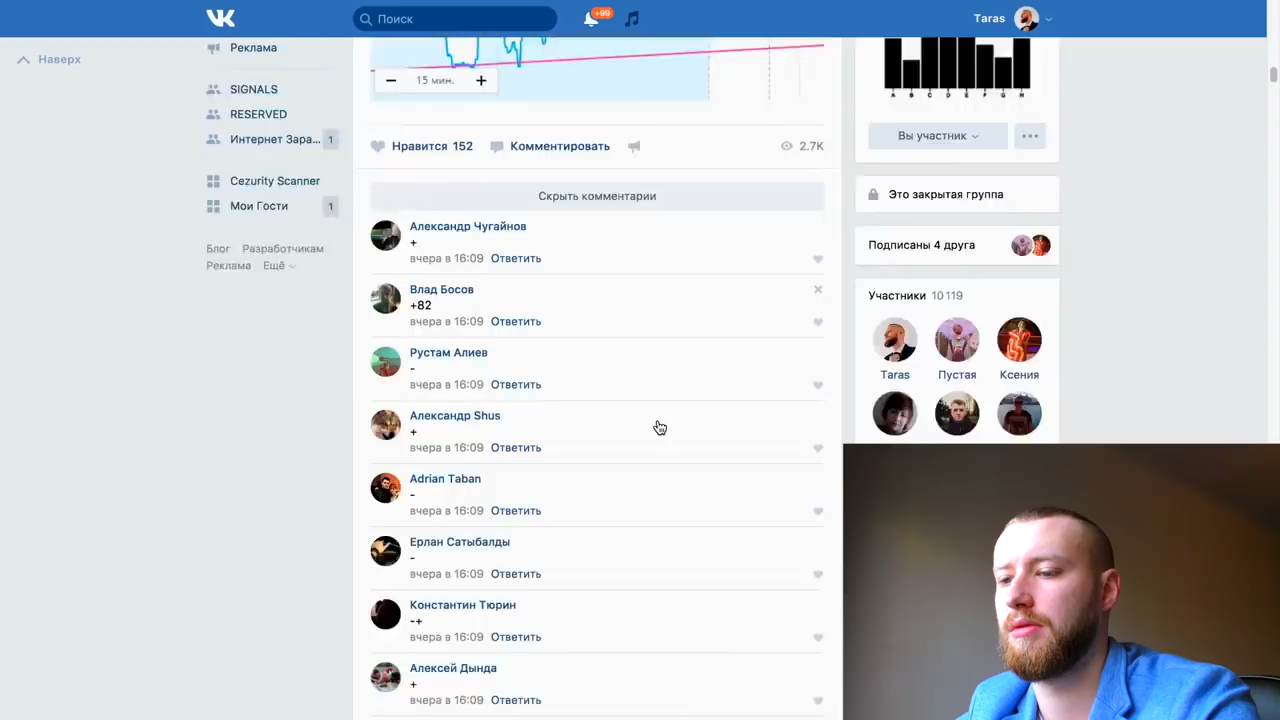 VK
Поиск
+99
Taras
Наверх
Реклама
SIGNALS
RESERVED
Интернет Зара... 1
Cezurity Scanner
Мои Гости 1
Блог Разработчикам
Реклама Ещё
− 15 мин. +
Нравится 152 Комментировать 2.7K
Скрыть комментарии
Александр Чугайнов
+
вчера в 16:09 Ответить
Влад Босов
+82
вчера в 16:09 Ответить
Рустам Алиев
-
вчера в 16:09 Ответить
Александр Shus
+
вчера в 16:09 Ответить
Adrian Taban
-
вчера в 16:09 Ответить
Ерлан Сатыбалды
-
вчера в 16:09 Ответить
Константин Тюрин
-+
вчера в 16:09 Ответить
Алексей Дында
+
вчера в 16:09 Ответить
A B C D E F G H
Вы участник
Это закрытая группа
Подписаны 4 друга
Участники 10 119
Taras Пустая Ксения